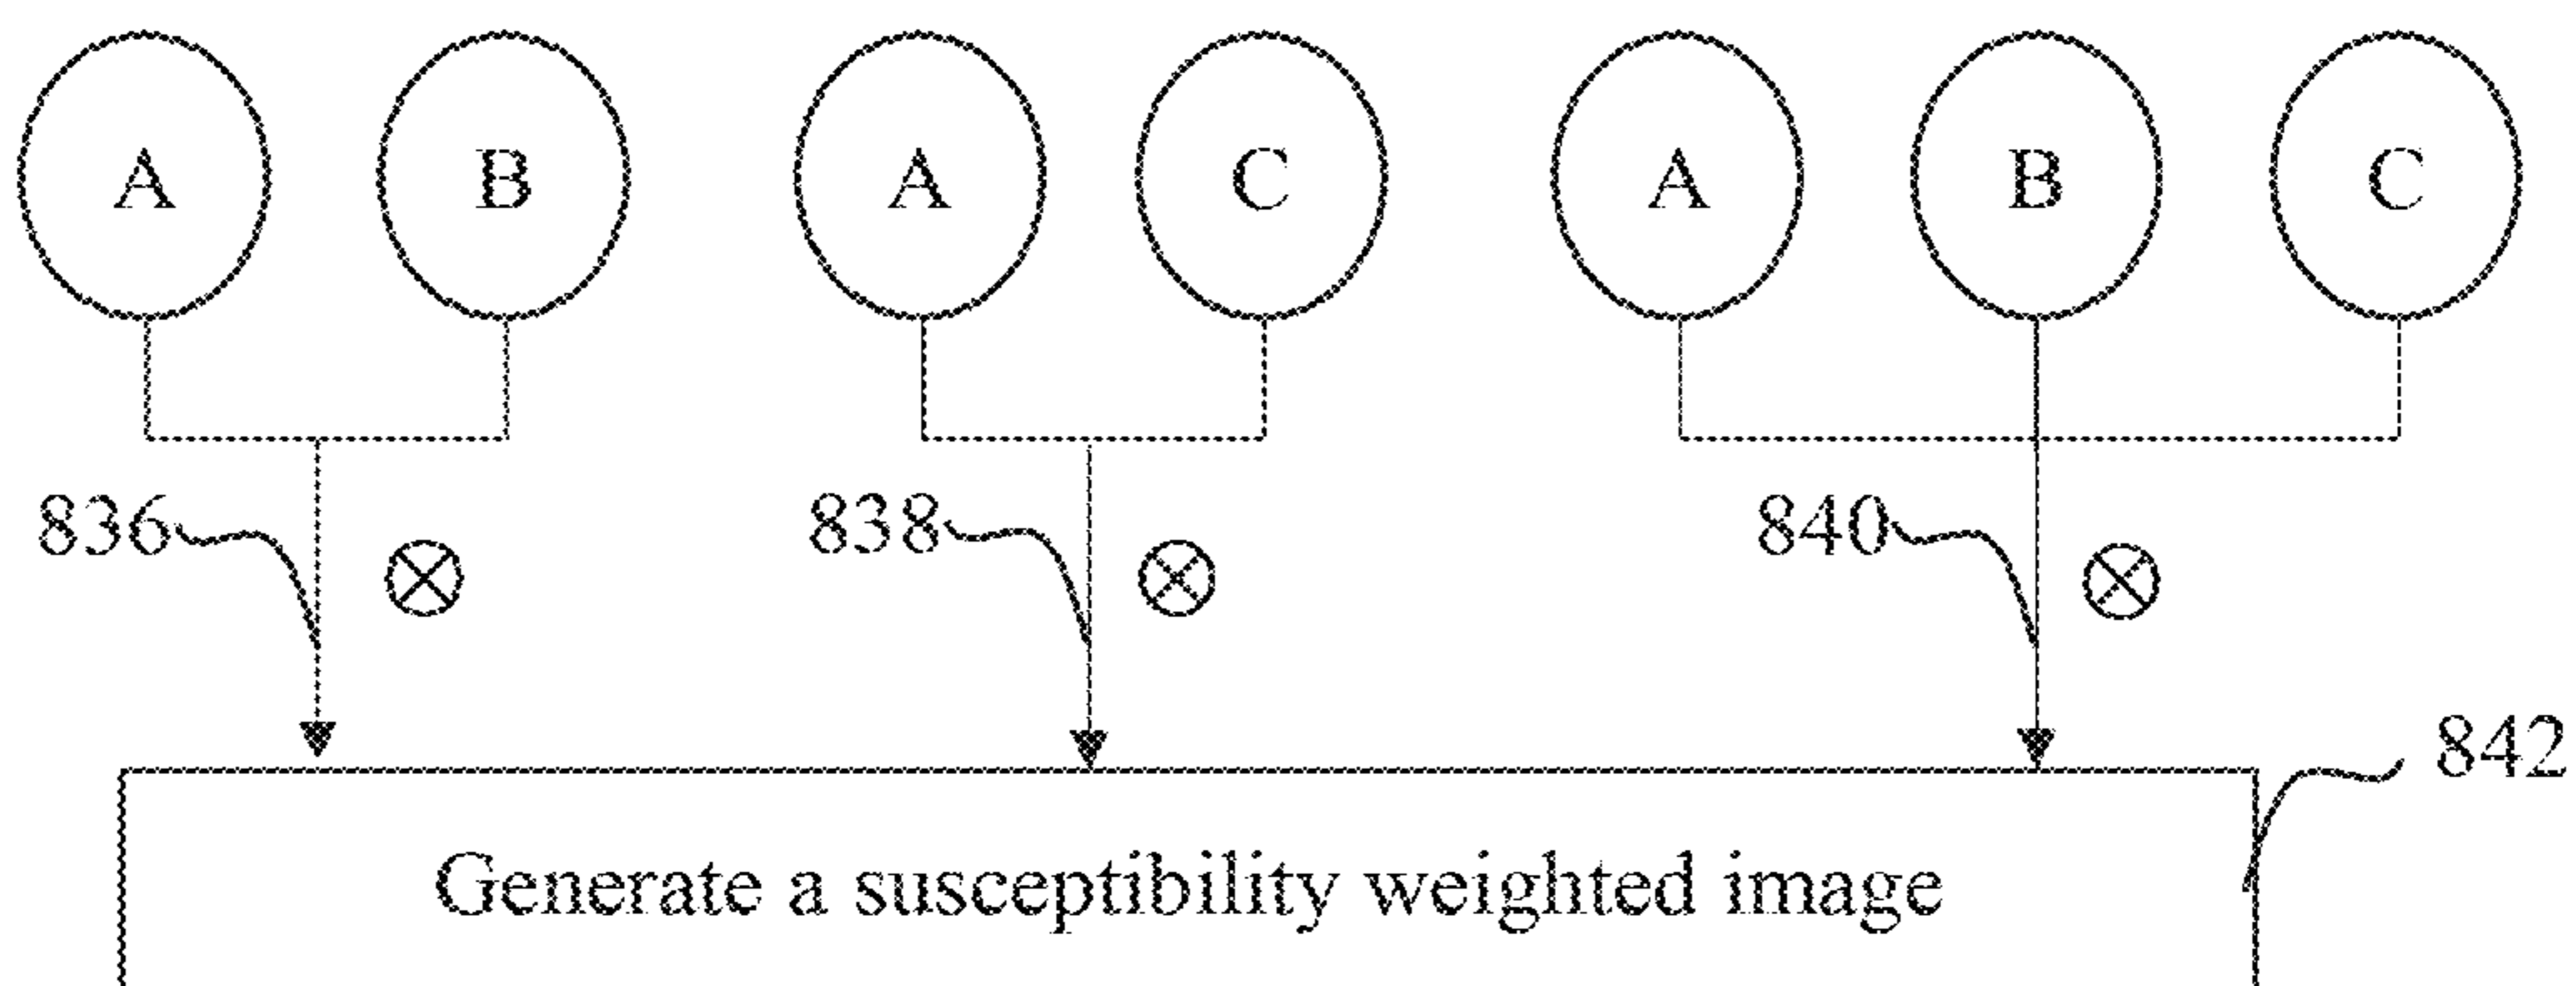 A B A C A B C
836 838 840
842
Generate a susceptibility weighted image